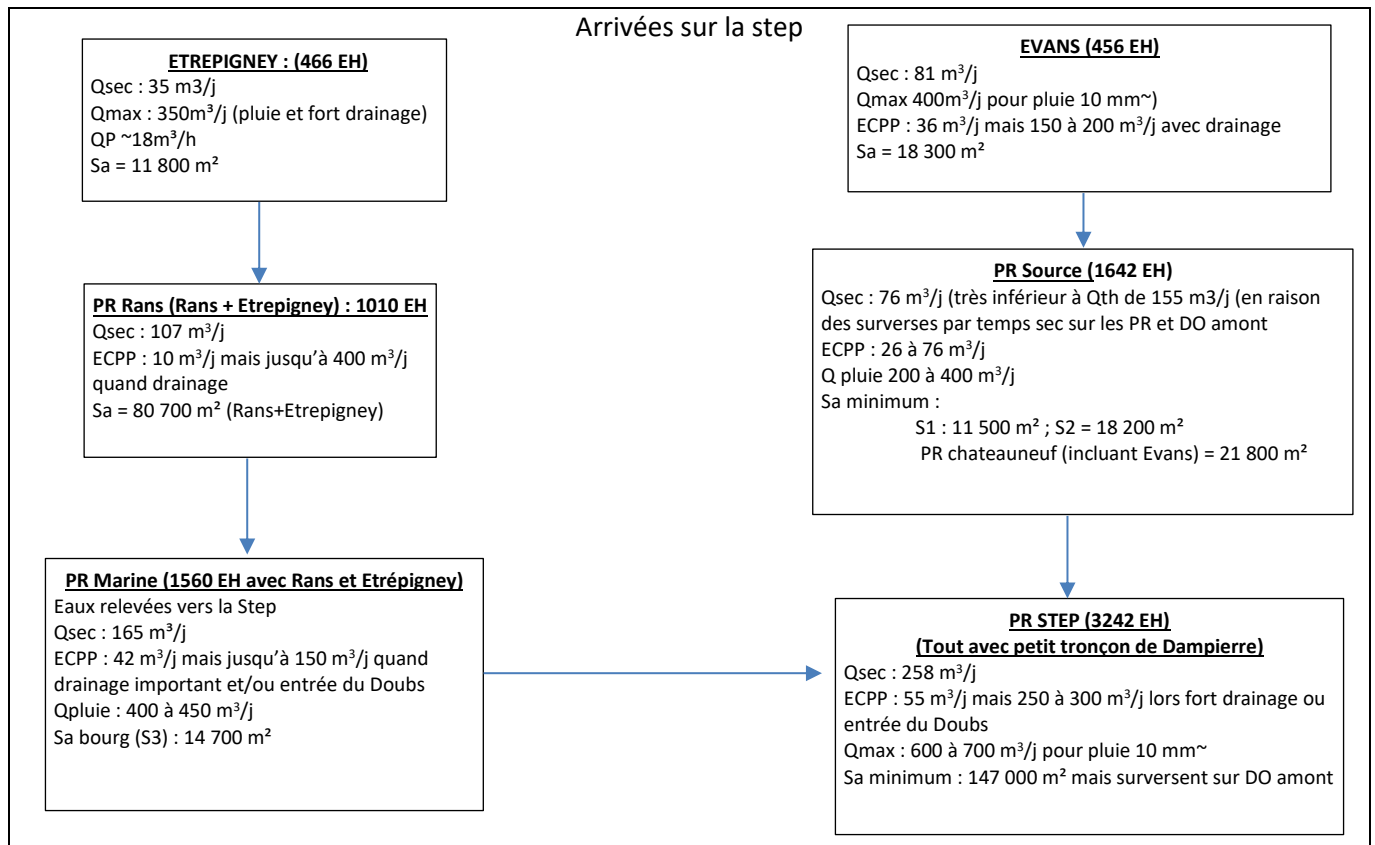 Arrivées sur la step
ETREPIGNEY : (466 EH)
Qsec : 35 m3/j
Qmax : 350m³/j (pluie et fort drainage)
QP ~18m³/h
Sa = 11 800 m²
EVANS (456 EH)
Qsec : 81 m³/j
Qmax 400m³/j pour pluie 10 mm~)
ECPP : 36 m³/j mais 150 à 200 m³/j avec drainage
Sa = 18 300 m²
PR Rans (Rans + Etrepigney) : 1010 EH
Qsec : 107 m³/j
ECPP : 10 m³/j mais jusqu’à 400 m³/j
quand drainage
Sa = 80 700 m² (Rans+Etrepigney)
PR Source (1642 EH)
Qsec : 76 m³/j (très inférieur à Qth de 155 m3/j (en raison
des surverses par temps sec sur les PR et DO amont
ECPP : 26 à 76 m³/j
Q pluie 200 à 400 m³/j
Sa minimum :
S1 : 11 500 m² ; S2 = 18 200 m²
PR chateauneuf (incluant Evans) = 21 800 m²
PR Marine (1560 EH avec Rans et Etrépigney)
Eaux relevées vers la Step
Qsec : 165 m³/j
ECPP : 42 m³/j mais jusqu’à 150 m³/j quand
drainage important et/ou entrée du Doubs
Qpluie : 400 à 450 m³/j
Sa bourg (S3) : 14 700 m²
PR STEP (3242 EH)
(Tout avec petit tronçon de Dampierre)
Qsec : 258 m³/j
ECPP : 55 m³/j mais 250 à 300 m³/j lors fort drainage ou
entrée du Doubs
Qmax : 600 à 700 m³/j pour pluie 10 mm~
Sa minimum : 147 000 m² mais surversent sur DO amont